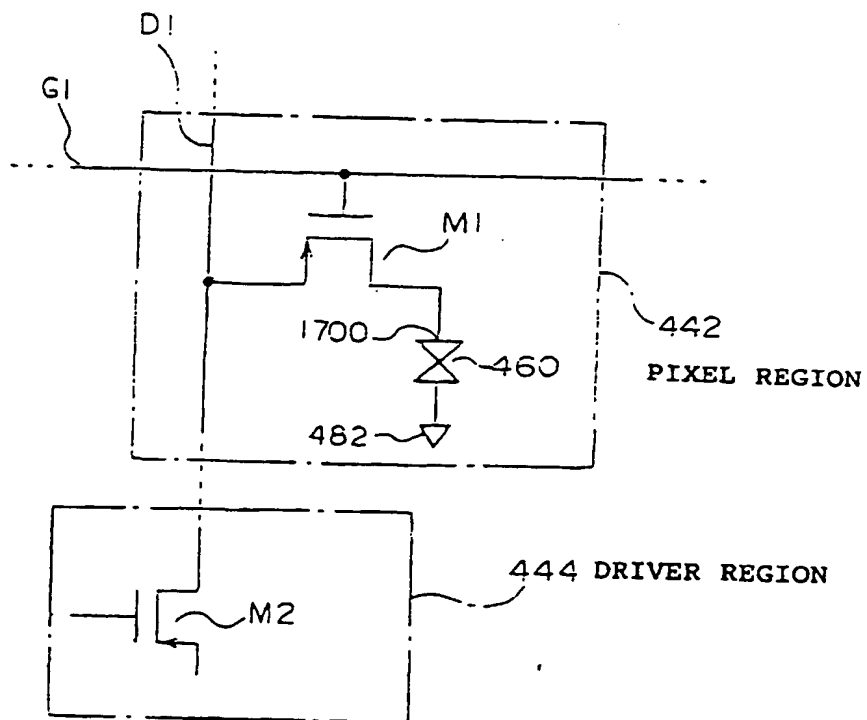 D1
G1
M1
1700
442
460
PIXEL REGION
482
444 DRIVER REGION
M2